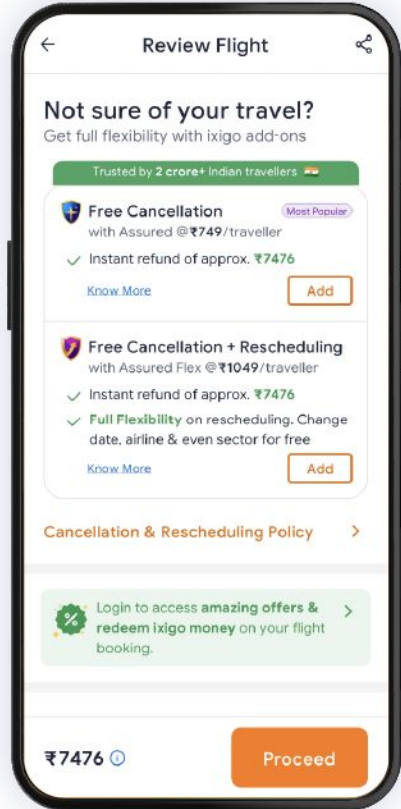 Review Flight
Not sure of your travel?
Get full flexibility with ixigo add-ons
Trusted by 2 crore+ Indian travellers
Free Cancellation
Most Popular
with Assured @₹749/traveller
Instant refund of approx. ₹7476
Know More
Add
Free Cancellation + Rescheduling
with Assured Flex @₹1049/traveller
Instant refund of approx. ₹7476
Full Flexibility on rescheduling. Change
date, airline & even sector for free
Know More
Add
Cancellation & Rescheduling Policy
Login to access amazing offers &
redeem ixigo money on your flight
booking.
₹7476
Proceed